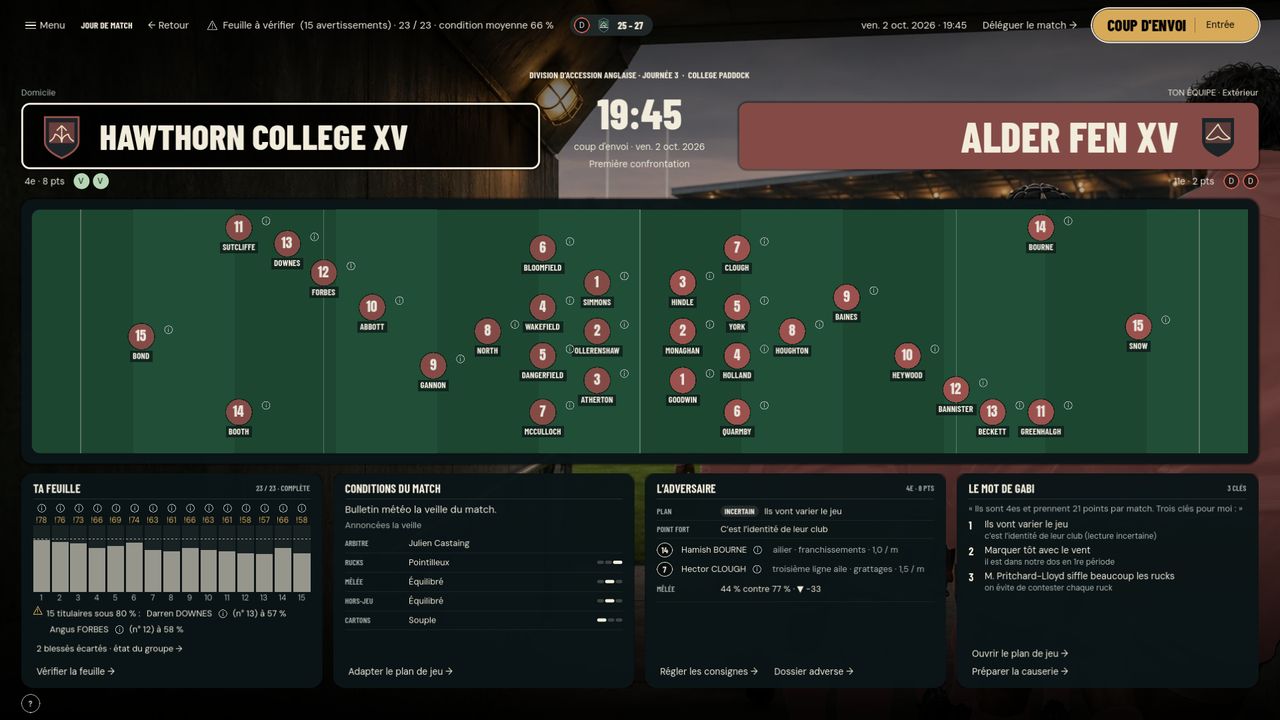 Menu
JOUR DE MATCH
← Retour
Feuille à vérifier (15 avertissements) · 23 / 23 · condition moyenne 66 %
D
25 – 27
ven. 2 oct. 2026 · 19:45
Déléguer le match →
COUP D'ENVOI
Entrée
DIVISION D'ACCESSION ANGLAISE · JOURNÉE 3 · COLLEGE PADDOCK
Domicile
TON ÉQUIPE · Extérieur
HAWTHORN COLLEGE XV
19:45
ALDER FEN XV
coup d'envoi · ven. 2 oct. 2026
Première confrontation
4e · 8 pts
V V
11e · 2 pts
D D
11 SUTCLIFFE
13 DOWNES
12 FORBES
10 ABBOTT
15 BOND
14 BOOTH
9 GANNON
8 NORTH
6 BLOOMFIELD
4 WAKEFIELD
5 DANGERFIELD
7 MCCULLOCH
1 SIMMONS
2 OLLERENSHAW
3 ATHERTON
3 HINDLE
2 MONAGHAN
1 GOODWIN
7 CLOUGH
5 YORK
4 HOLLAND
6 QUARMBY
8 HOUGHTON
9 BAINES
10 HEYWOOD
12 BANNISTER
13 BECKETT
11 GREENHALGH
14 BOURNE
15 SNOW
TA FEUILLE
23 / 23 · COMPLÈTE
!78 !76 !73 !66 !69 !74 !61 !66 !63 !61 !58 !58 !57 !66 !58
1 2 3 4 5 6 7 8 9 10 11 12 13 14 15
15 titulaires sous 80 % : Darren DOWNES (n° 13) à 57 %
Angus FORBES (n° 12) à 58 %
2 blessés écartés · état du groupe →
Vérifier la feuille →
CONDITIONS DU MATCH
Bulletin météo la veille du match.
Annoncées la veille
ARBITRE Julien Castaing
RUCKS Pointilleux
MÊLÉE Équilibré
HORS-JEU Équilibré
CARTONS Souple
Adapter le plan de jeu →
L'ADVERSAIRE
4E · 8 PTS
PLAN INCERTAIN Ils vont varier le jeu
POINT FORT C'est l'identité de leur club
14 Hamish BOURNE ailier · franchissements · 1,0 / m
7 Hector CLOUGH troisième ligne aile · grattages · 1,5 / m
MÊLÉE 44 % contre 77 % · ▼ −33
Régler les consignes →
Dossier adverse →
LE MOT DE GABI
3 CLÉS
« Ils sont 4es et prennent 21 points par match. Trois clés pour moi : »
1 Ils vont varier le jeu
c'est l'identité de leur club (lecture incertaine)
2 Marquer tôt avec le vent
il est dans notre dos en 1re période
3 M. Pritchard-Lloyd siffle beaucoup les rucks
on évite de contester chaque ruck
Ouvrir le plan de jeu →
Préparer la causerie →
?